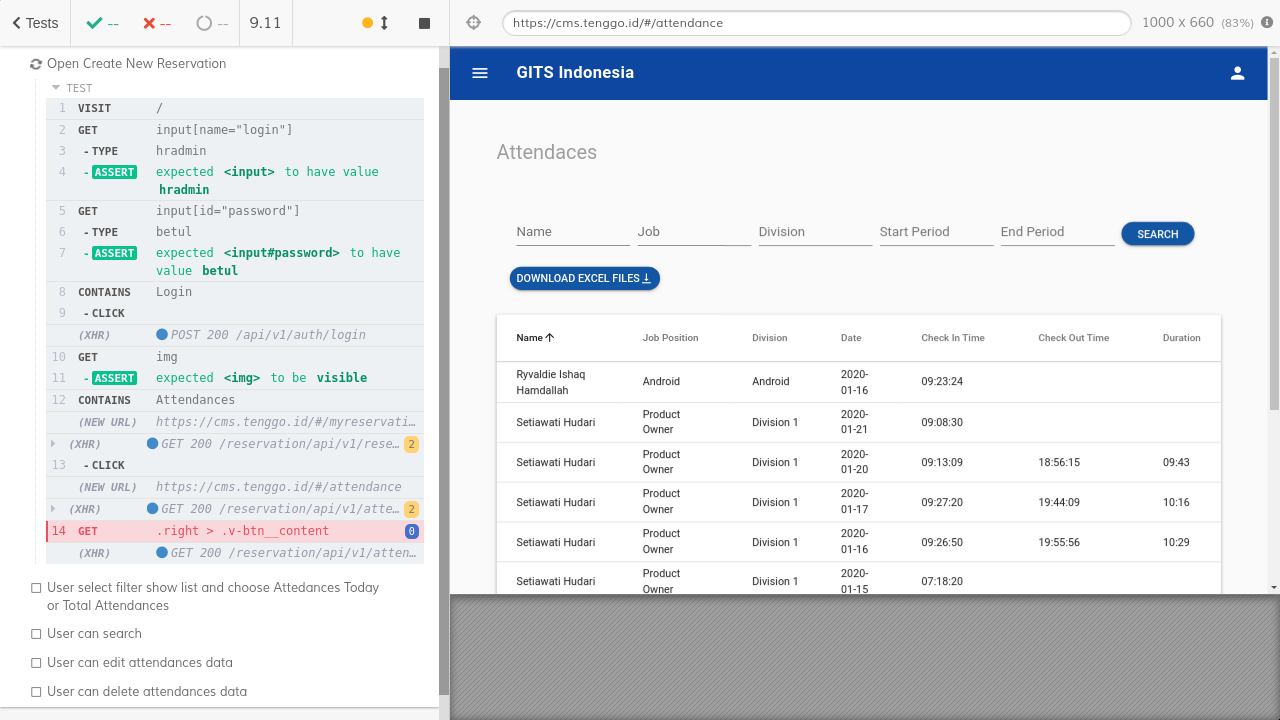 Tests
--
--
--
9.11
Open Create New Reservation
TEST
1 VISIT /
2 GET input[name="login"]
3 - TYPE hradmin
4 - ASSERT expected <input> to have value
hradmin
5 GET input[id="password"]
6 - TYPE betul
7 - ASSERT expected <input#password> to have
value betul
8 CONTAINS Login
9 - CLICK
(XHR) POST 200 /api/v1/auth/login
10 GET img
11 - ASSERT expected <img> to be visible
12 CONTAINS Attendances
(NEW URL) https://cms.tenggo.id/#/myreservati…
(XHR) GET 200 /reservation/api/v1/rese… 2
13 - CLICK
(NEW URL) https://cms.tenggo.id/#/attendance
(XHR) GET 200 /reservation/api/v1/atte… 2
14 GET .right > .v-btn__content 0
(XHR) GET 200 /reservation/api/v1/atten…
User select filter show list and choose Attedances Today
or Total Attendances
User can search
User can edit attendances data
User can delete attendances data
https://cms.tenggo.id/#/attendance
1000 x 660 (83%)
GITS Indonesia
Attendaces
Name Job Division Start Period End Period SEARCH
DOWNLOAD EXCEL FILES
Name Job Position Division Date Check In Time Check Out Time Duration
Ryvaldie Ishaq
Hamdallah Android Android 2020-
01-16 09:23:24
Setiawati Hudari Product
Owner Division 1 2020-
01-21 09:08:30
Setiawati Hudari Product
Owner Division 1 2020-
01-20 09:13:09 18:56:15 09:43
Setiawati Hudari Product
Owner Division 1 2020-
01-17 09:27:20 19:44:09 10:16
Setiawati Hudari Product
Owner Division 1 2020-
01-16 09:26:50 19:55:56 10:29
Setiawati Hudari Product
Owner Division 1 2020-
01-15 07:18:20